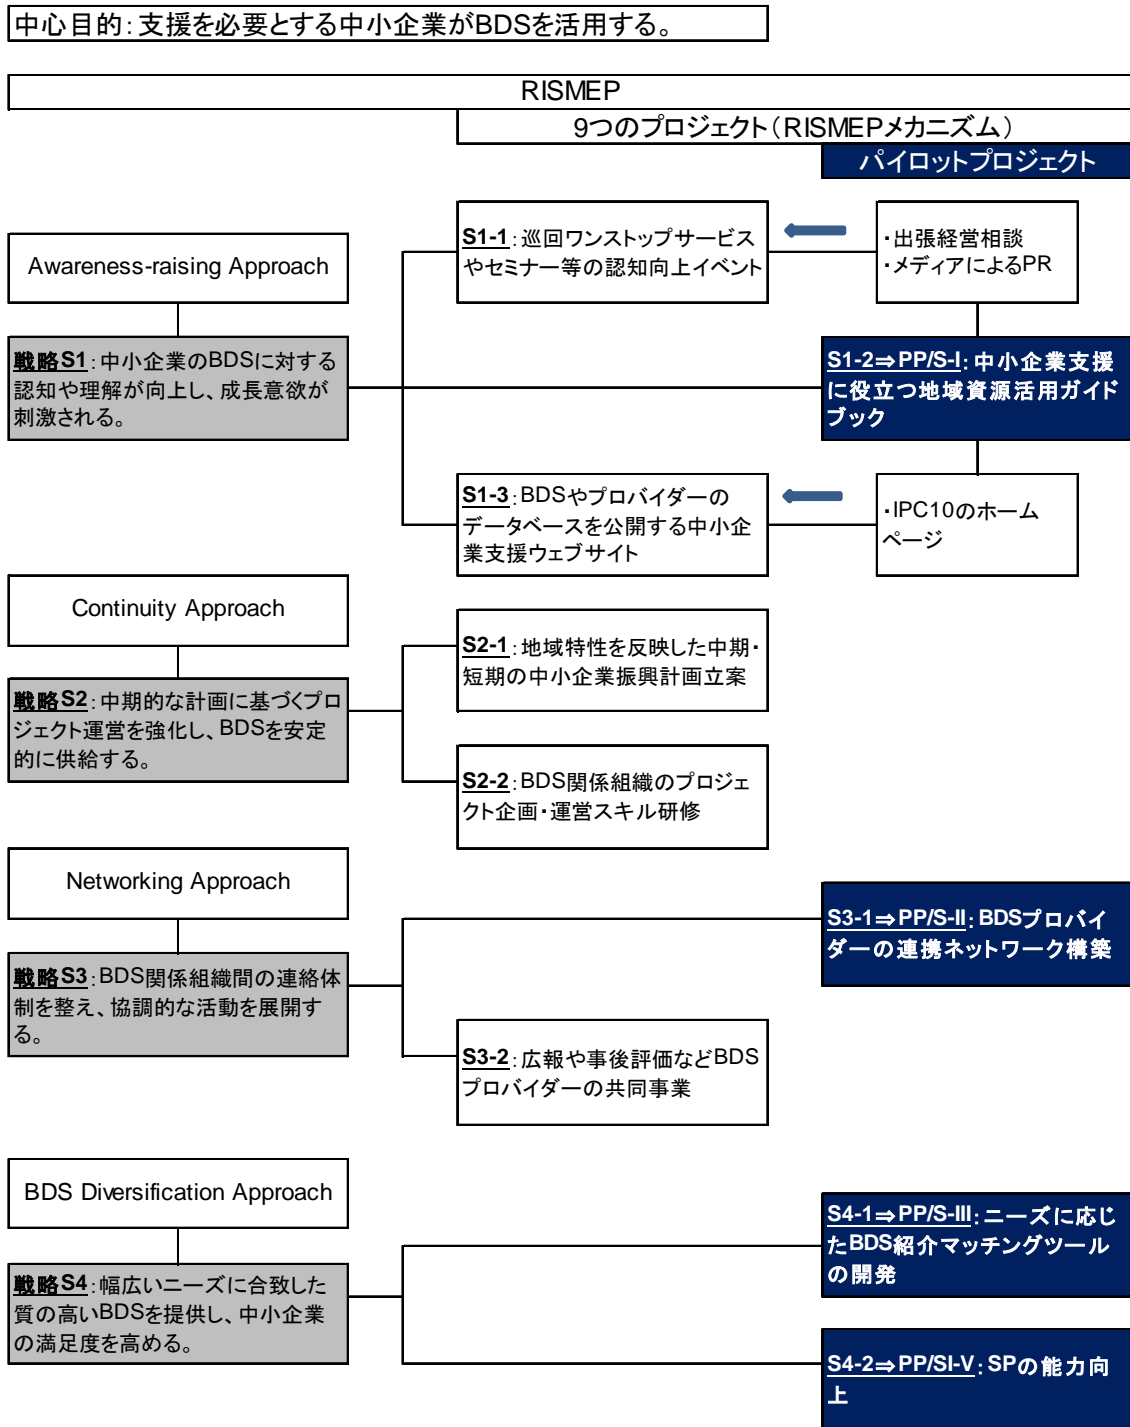 中心目的：支援を必要とする中小企業がBDSを活用する。
RISMEP
9つのプロジェクト（RISMEPメカニズム）
パイロットプロジェクト
Awareness-raising Approach
戦略S1：中小企業のBDSに対する
認知や理解が向上し、成長意欲が
刺激される。
S1-1：巡回ワンストップサービス
やセミナー等の認知向上イベント
・出張経営相談
・メディアによるPR
S1-2⇒PP/S-I：中小企業支援
に役立つ地域資源活用ガイド
ブック
S1-3：BDSやプロバイダーの
データベースを公開する中小企
業支援ウェブサイト
・IPC10のホーム
ページ
Continuity Approach
戦略S2：中期的な計画に基づくプロ
ジェクト運営を強化し、BDSを安定
的に供給する。
S2-1：地域特性を反映した中期・
短期の中小企業振興計画立案
S2-2：BDS関係組織のプロジェ
クト企画・運営スキル研修
Networking Approach
戦略S3：BDS関係組織間の連絡体
制を整え、協調的な活動を展開す
る。
S3-1⇒PP/S-II：BDSプロバイ
ダーの連携ネットワーク構築
S3-2：広報や事後評価などBDS
プロバイダーの共同事業
BDS Diversification Approach
戦略S4：幅広いニーズに合致した
質の高いBDSを提供し、中小企業
の満足度を高める。
S4-1⇒PP/S-III：ニーズに応じ
たBDS紹介マッチングツール
の開発
S4-2⇒PP/SI-V：SPの能力向
上